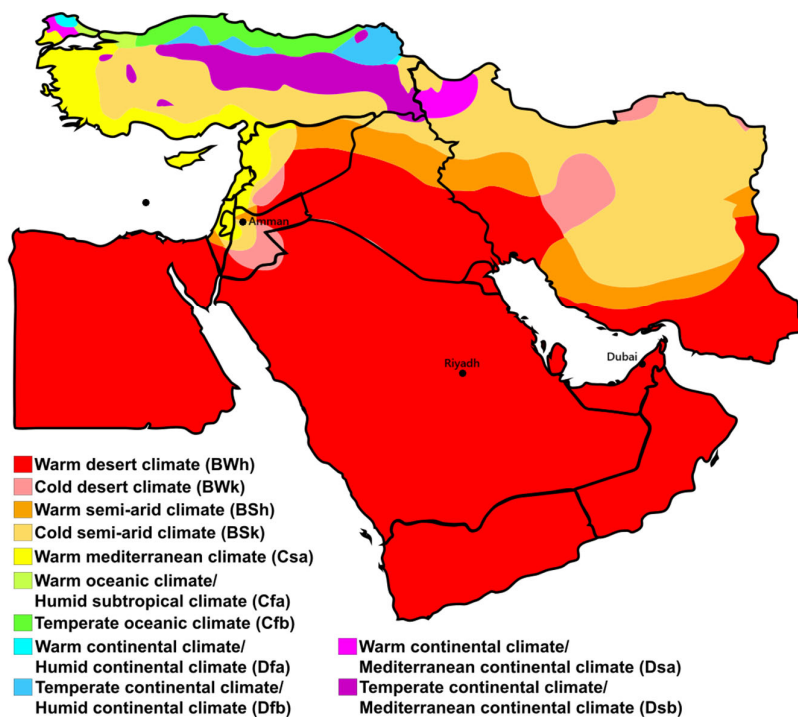 Amman
Riyadh
Dubai
Warm desert climate (BWh)
Cold desert climate (BWk)
Warm semi-arid climate (BSh)
Cold semi-arid climate (BSk)
Warm mediterranean climate (Csa)
Warm oceanic climate/
Humid subtropical climate (Cfa)
Temperate oceanic climate (Cfb)
Warm continental climate/
Humid continental climate (Dfa)
Temperate continental climate/
Humid continental climate (Dfb)
Warm continental climate/
Mediterranean continental climate (Dsa)
Temperate continental climate/
Mediterranean continental climate (Dsb)